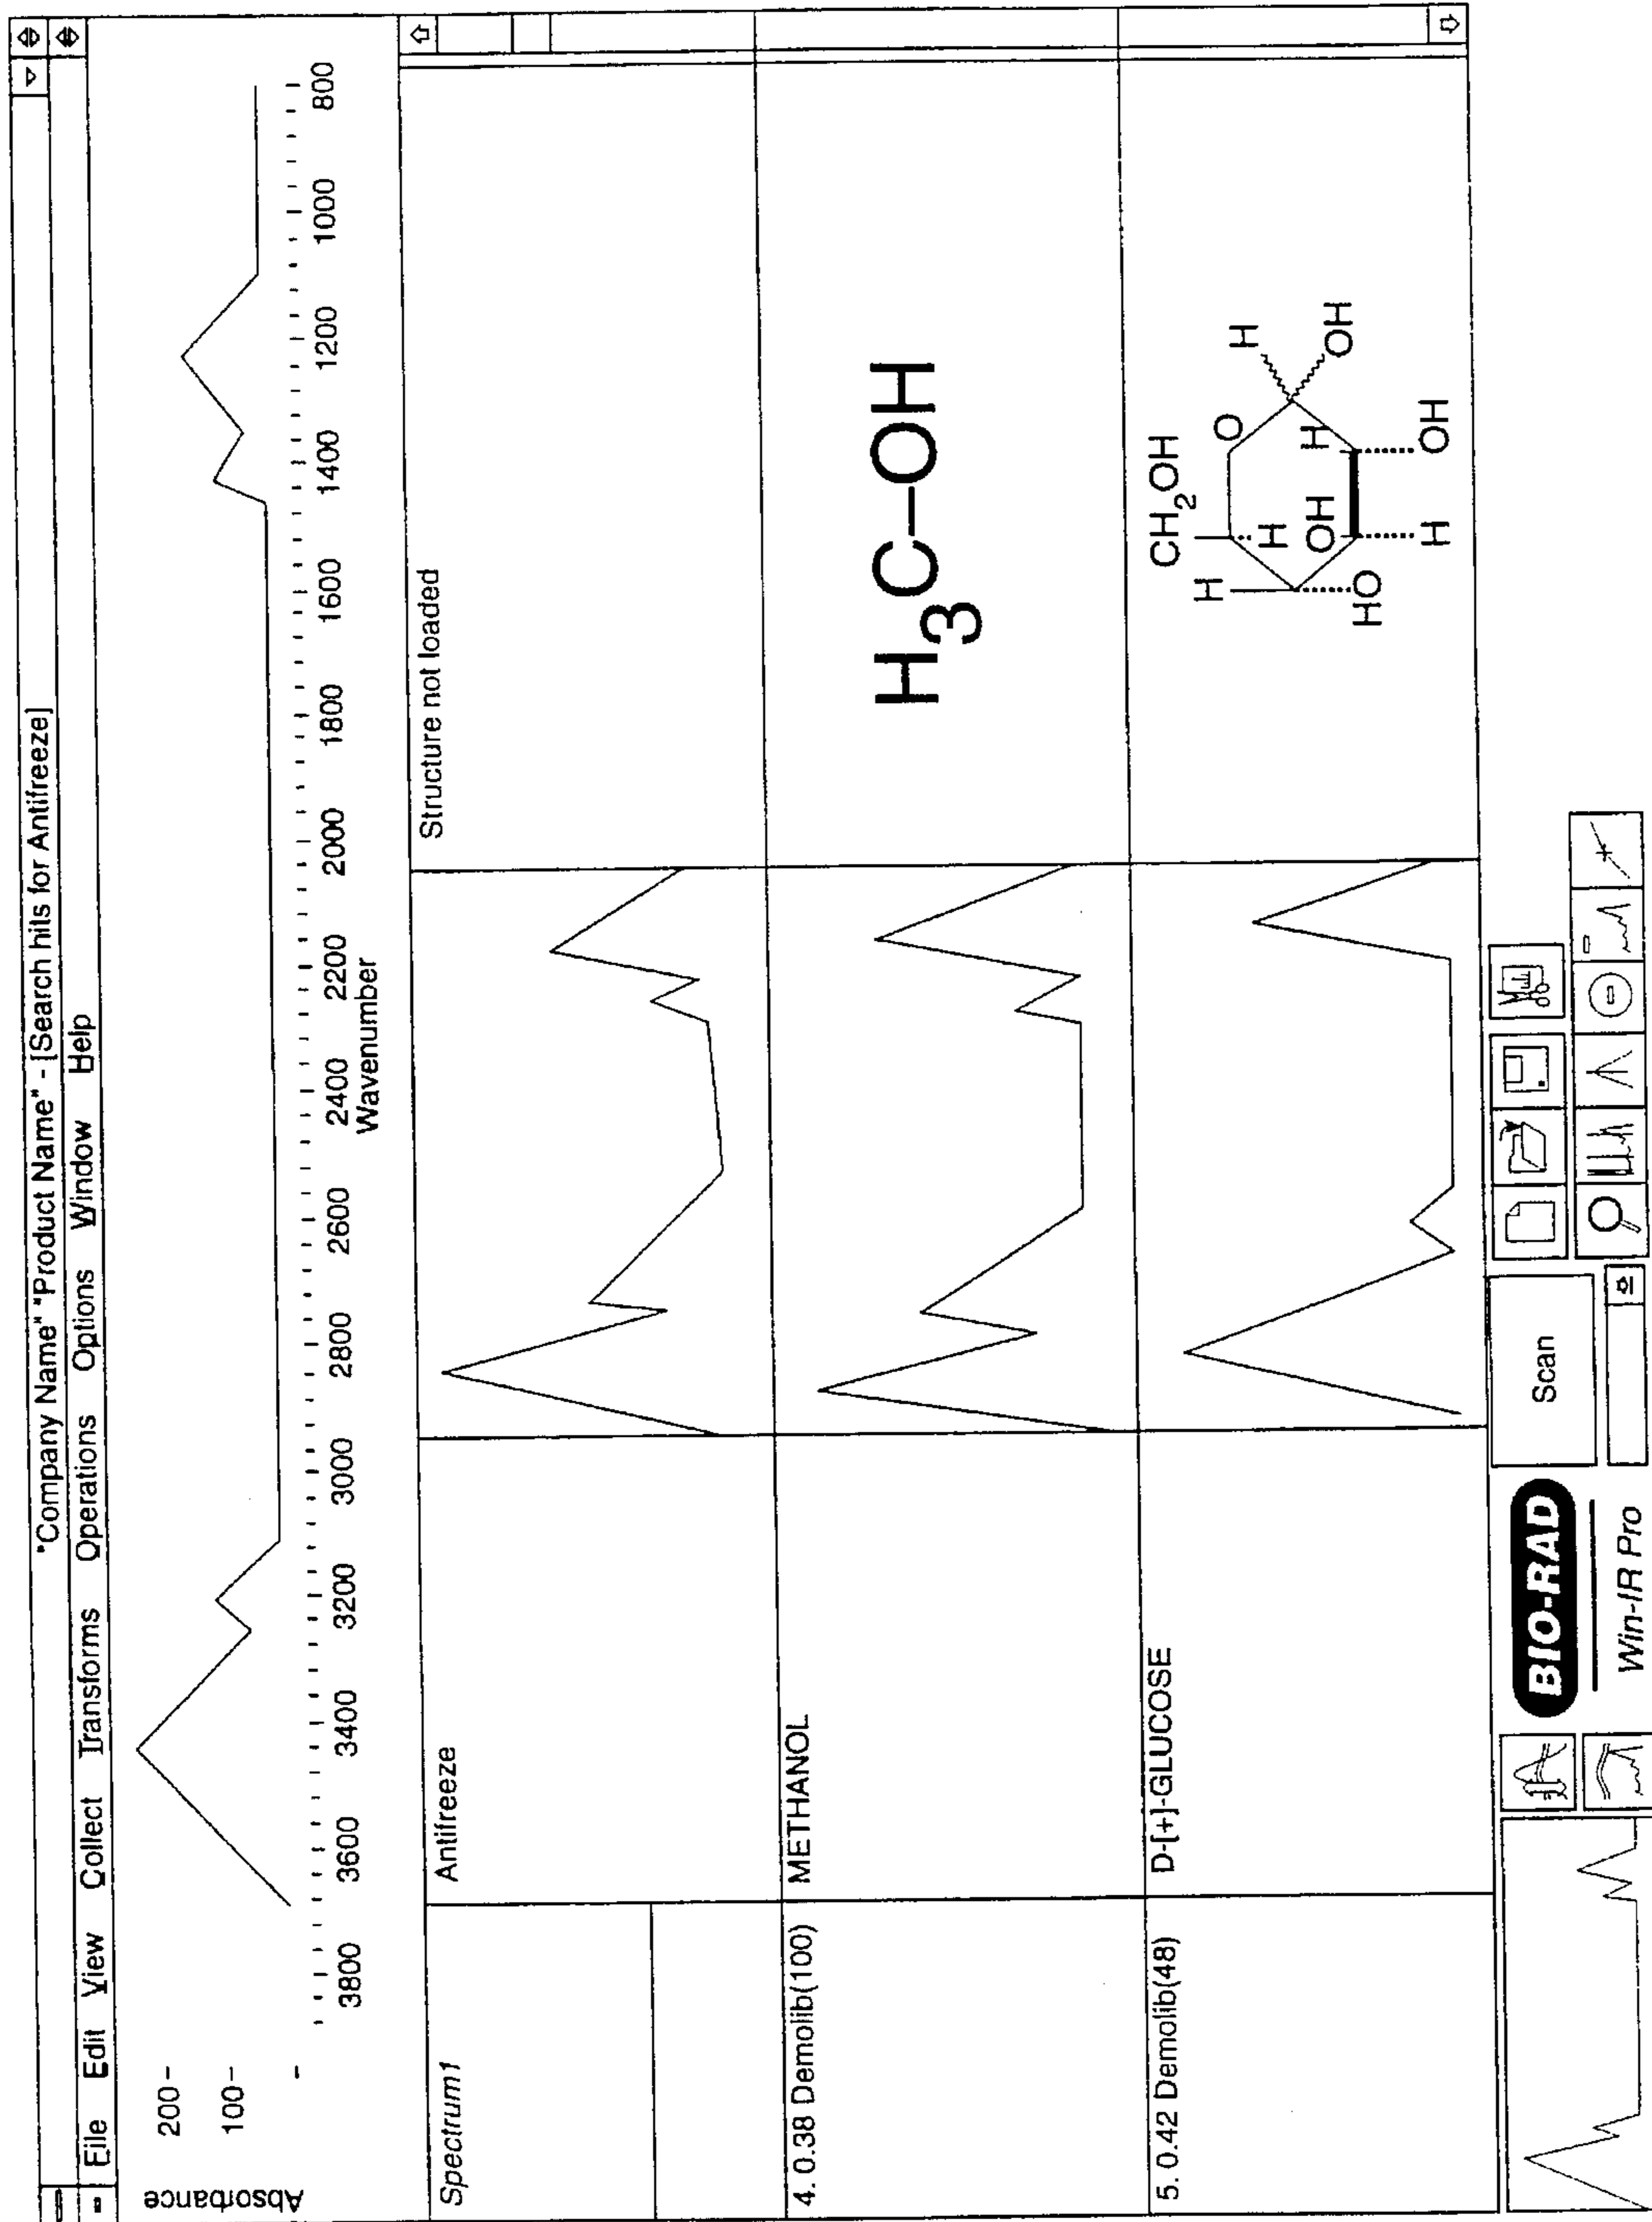 "Company Name" "Product Name" - [Search hits for Antifreeze]
File Edit View Collect Transforms Operations Options Window Help
Absorbance
200-
100-
-
3800 3600 3400 3200 3000 2800 2600 2400 2200 2000 1800 1600 1400 1200 1000 800
Wavenumber
Spectrum1
Antifreeze
Structure not loaded
4. 0.38 Demolib(100)
METHANOL
H3C-OH
5. 0.42 Demolib(48)
D-[+]-GLUCOSE
CH2OH
H
O
H
H
OH
H
HO
H
OH
OH
BIO-RAD
Win-IR Pro
Scan